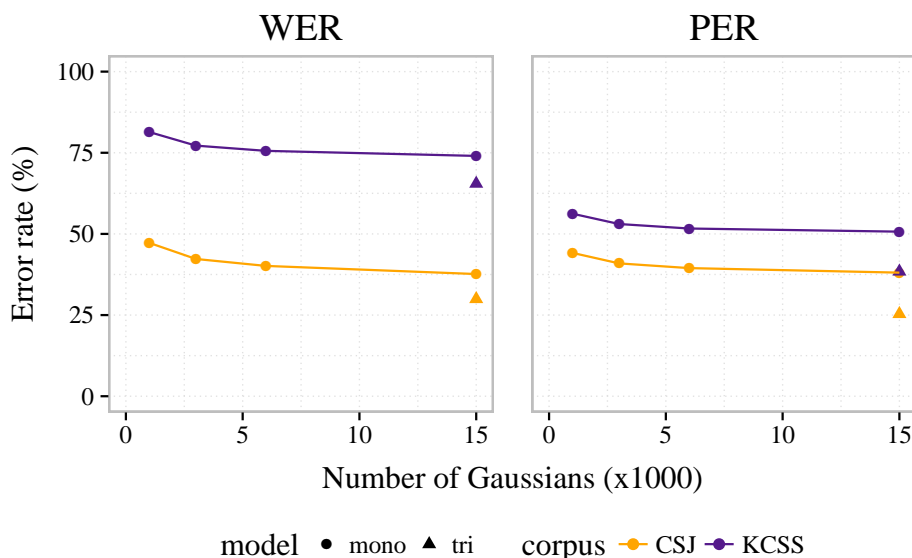 WER PER
100
75
50
25
0
Error rate (%)
0 5 10 15 0 5 10 15
Number of Gaussians (x1000)
model mono tri corpus CSJ KCSS